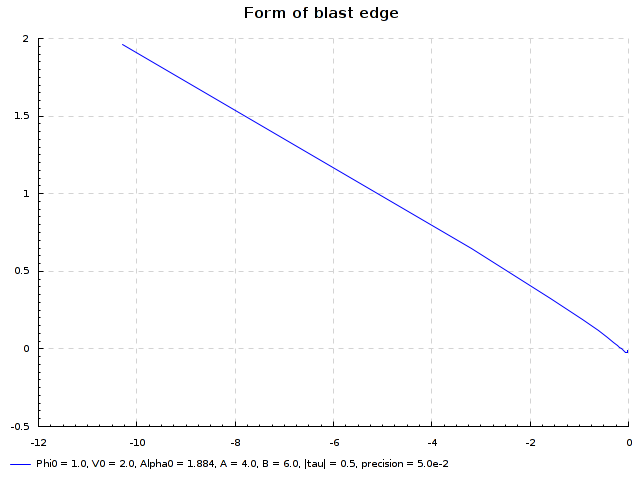 Form of blast edge
2
1.5
1
0.5
0
-0.5
-12 -10 -8 -6 -4 -2 0
Phi0 = 1.0, V0 = 2.0, Alpha0 = 1.884, A = 4.0, B = 6.0, |tau| = 0.5, precision = 5.0e-2